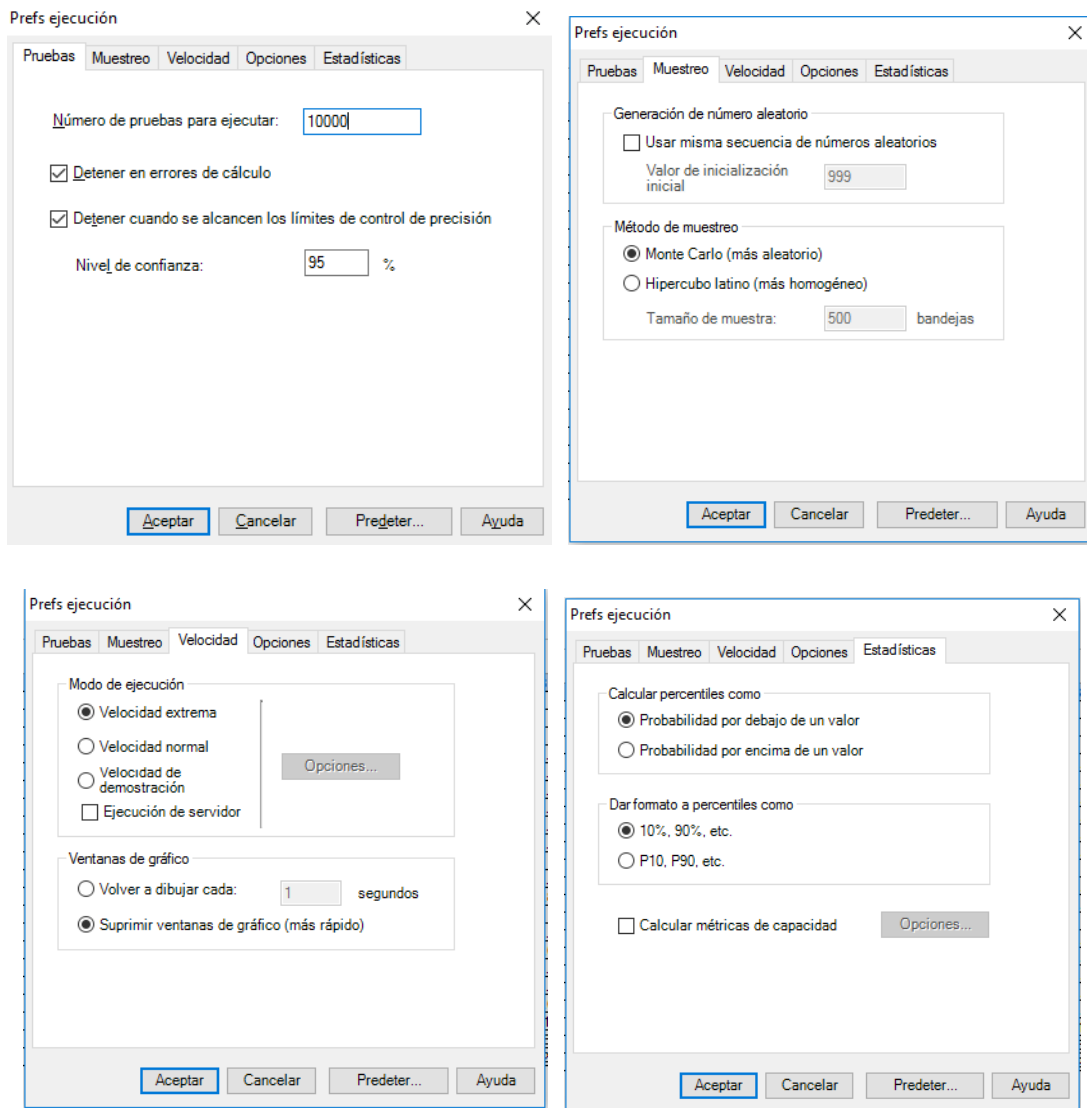 Prefs ejecución
Pruebas Muestreo Velocidad Opciones Estadísticas
Número de pruebas para ejecutar: 10000
Detener en errores de cálculo
Detener cuando se alcancen los límites de control de precisión
Nivel de confianza: 95 %
Aceptar Cancelar Predeter... Ayuda
Prefs ejecución
Pruebas Muestreo Velocidad Opciones Estadísticas
Generación de número aleatorio
Usar misma secuencia de números aleatorios
Valor de inicialización
inicial
999
Método de muestreo
Monte Carlo (más aleatorio)
Hipercubo latino (más homogéneo)
Tamaño de muestra: 500 bandejas
Aceptar Cancelar Predeter... Ayuda
Prefs ejecución
Pruebas Muestreo Velocidad Opciones Estadísticas
Modo de ejecución
Velocidad extrema
Velocidad normal
Velocidad de
demostración
Opciones...
Ejecución de servidor
Ventanas de gráfico
Volver a dibujar cada: 1 segundos
Suprimir ventanas de gráfico (más rápido)
Aceptar Cancelar Predeter... Ayuda
Prefs ejecución
Pruebas Muestreo Velocidad Opciones Estadísticas
Calcular percentiles como
Probabilidad por debajo de un valor
Probabilidad por encima de un valor
Dar formato a percentiles como
10%, 90%, etc.
P10, P90, etc.
Calcular métricas de capacidad Opciones...
Aceptar Cancelar Predeter... Ayuda